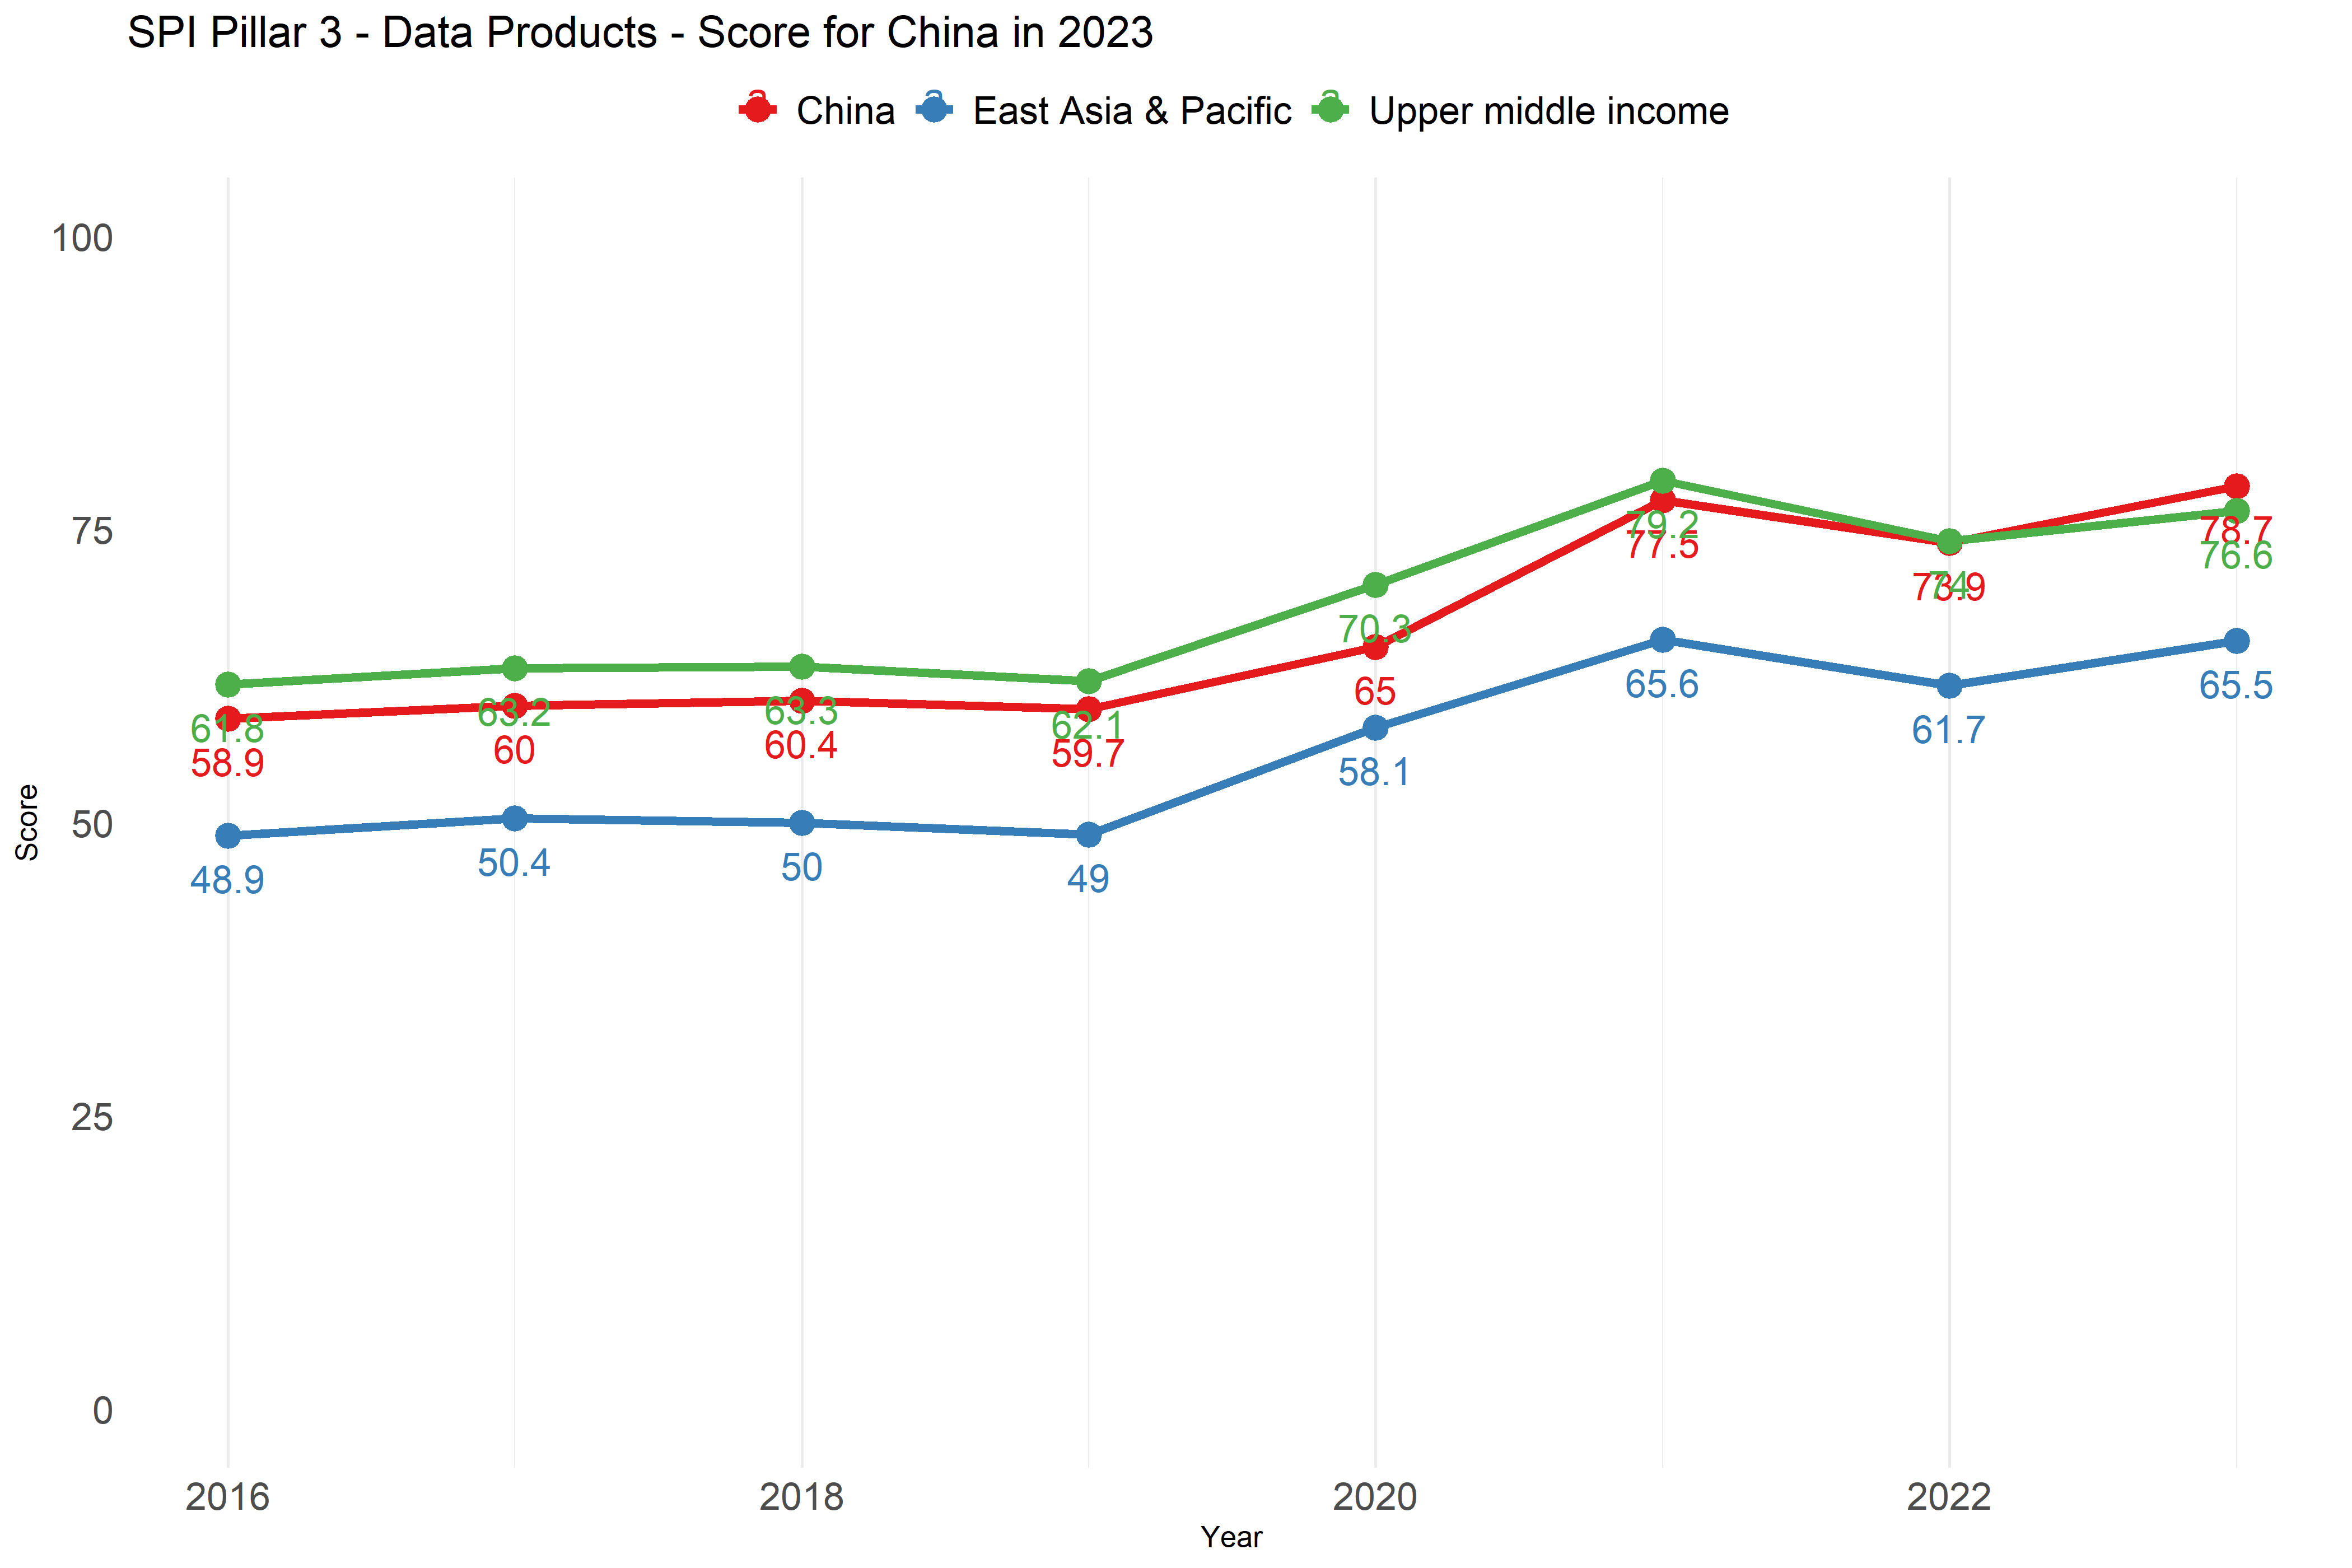 SPI Pillar 3 - Data Products - Score for China in 2023
China East Asia & Pacific Upper middle income
100
75
50
25
0
Score
61.8 63.2 63.3 62.1 70.3 79.2 74 76.6
58.9 60 60.4 59.7 65 77.5 73.9 78.7
48.9 50.4 50 49 58.1 65.6 61.7 65.5
2016 2018 2020 2022
Year